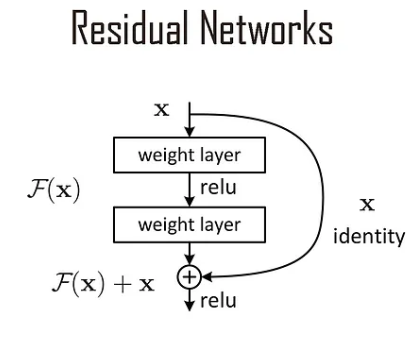 Residual Networks
x
weight layer
relu
F(x)
weight layer
x
identity
F(x) + x
+
relu